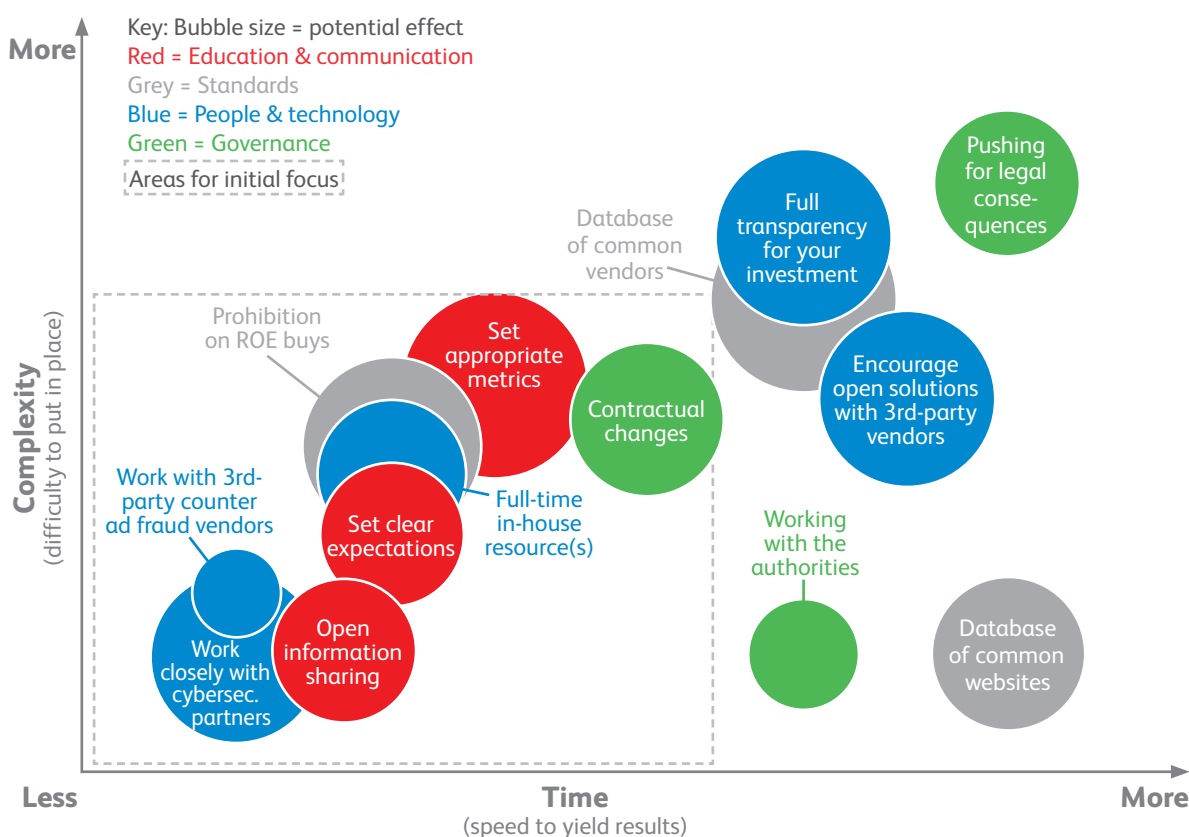 Key: Bubble size = potential effect
Red = Education & communication
Grey = Standards
Blue = People & technology
Green = Governance
Areas for initial focus
More
Complexity
(difficulty to put in place)
Pushing
for legal
conse-
quences
Full
transparency
for your
investment
Database
of common
vendors
Encourage
open solutions
with 3rd-party
vendors
Prohibition
on ROE buys
Set
appropriate
metrics
Contractual
changes
Work with 3rd-
party counter
ad fraud vendors
Set clear
expectations
Full-time
in-house
resource(s)
Working
with the
authorities
Work
closely with
cybersec.
partners
Open
information
sharing
Database
of common
websites
Less
Time
(speed to yield results)
More